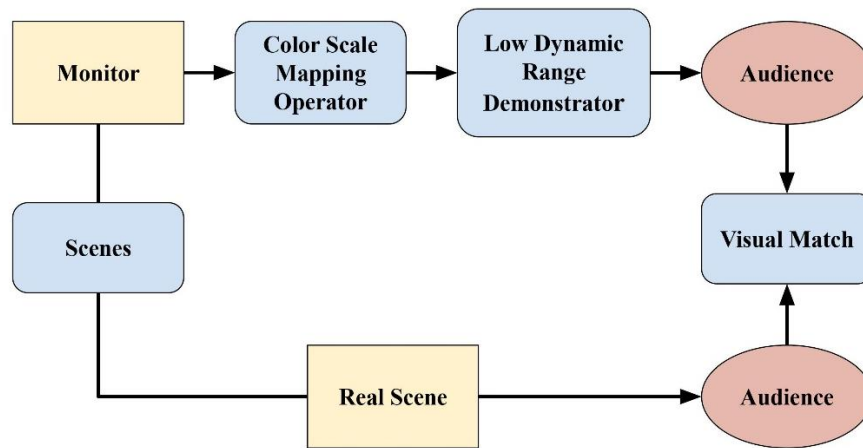 Monitor
Color Scale
Mapping
Operator
Low Dynamic
Range
Demonstrator
Audience
Scenes
Visual Match
Real Scene
Audience